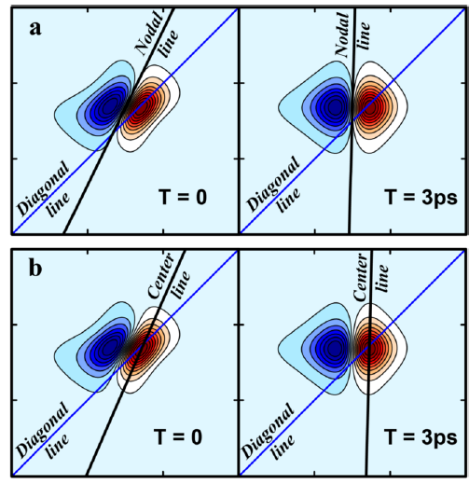 a
Nodal
line
Diagonal
line
T = 0
Nodal
line
Diagonal
line
T = 3ps
b
Center
line
Diagonal
line
T = 0
Center
line
Diagonal
line
T = 3ps